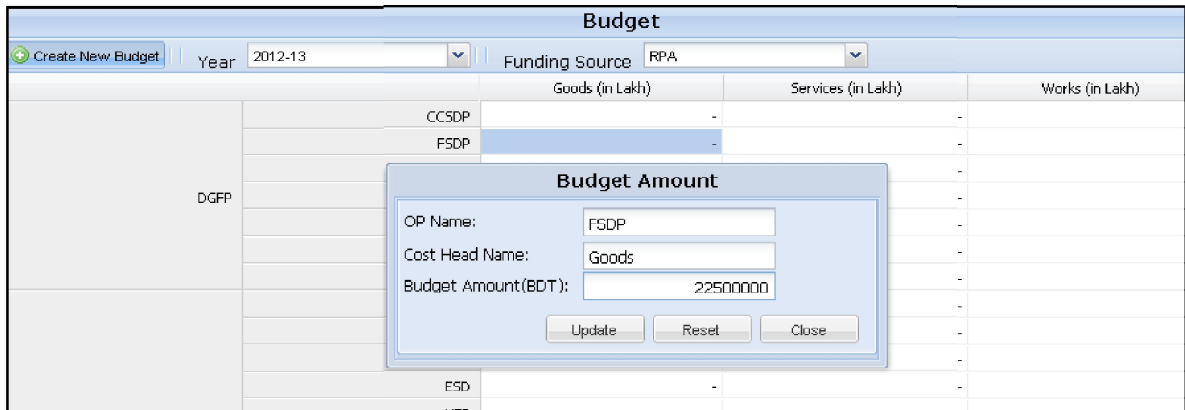 Budget
Create New Budget Year 2012-13 Funding Source RPA
Goods (in Lakh) Services (in Lakh) Works (in Lakh)
CCSDP - -
FSDP - -
-
DGFP -
-
-
-
-
-
-
ESD - -
Budget Amount
OP Name: FSDP
Cost Head Name: Goods
Budget Amount(BDT): 22500000
Update Reset Close